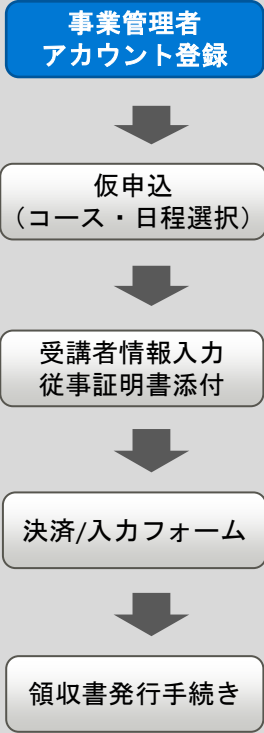 事業管理者
アカウント登録
仮申込
（コース・日程選択）
受講者情報入力
従事証明書添付
決済/入力フォーム
領収書発行手続き